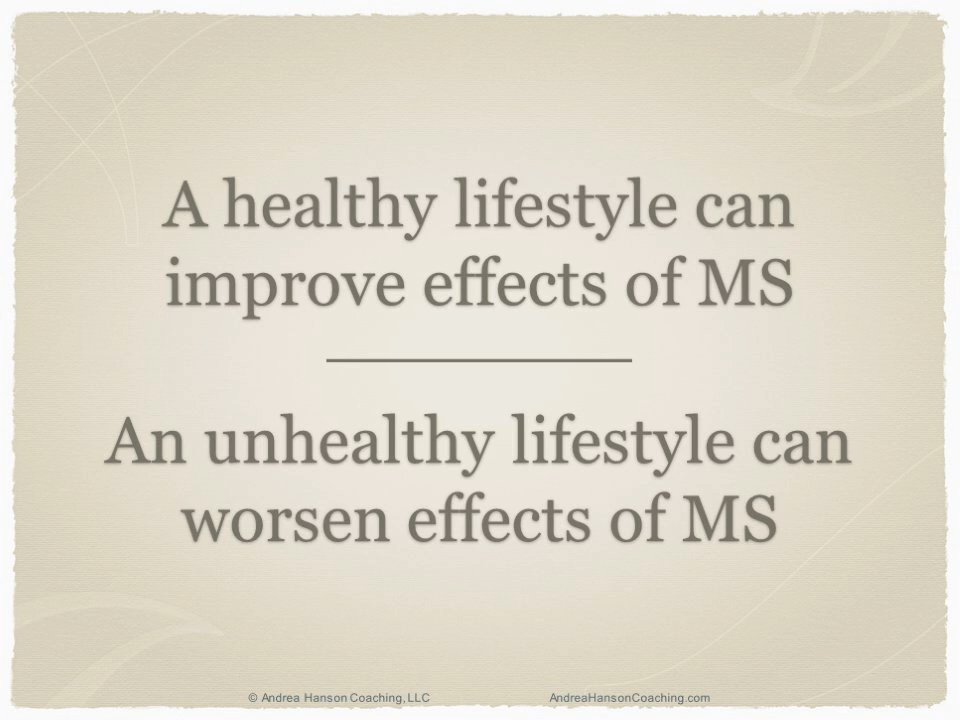 A healthy lifestyle can
improve effects of MS
An unhealthy lifestyle can
worsen effects of MS
© Andrea Hanson Coaching, LLC
AndreaHansonCoaching.com